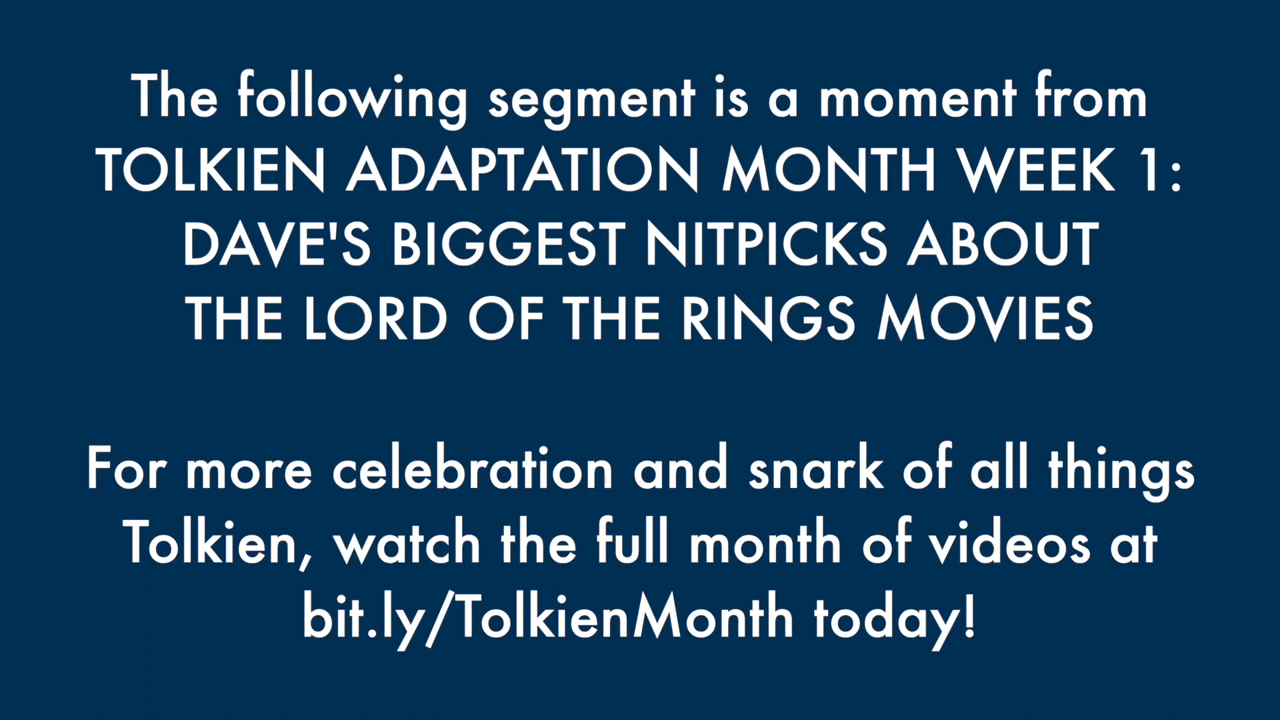 The following segment is a moment from
TOLKIEN ADAPTATION MONTH WEEK 1:
DAVE'S BIGGEST NITPICKS ABOUT
THE LORD OF THE RINGS MOVIES
For more celebration and snark of all things
Tolkien, watch the full month of videos at
bit.ly/TolkienMonth today!